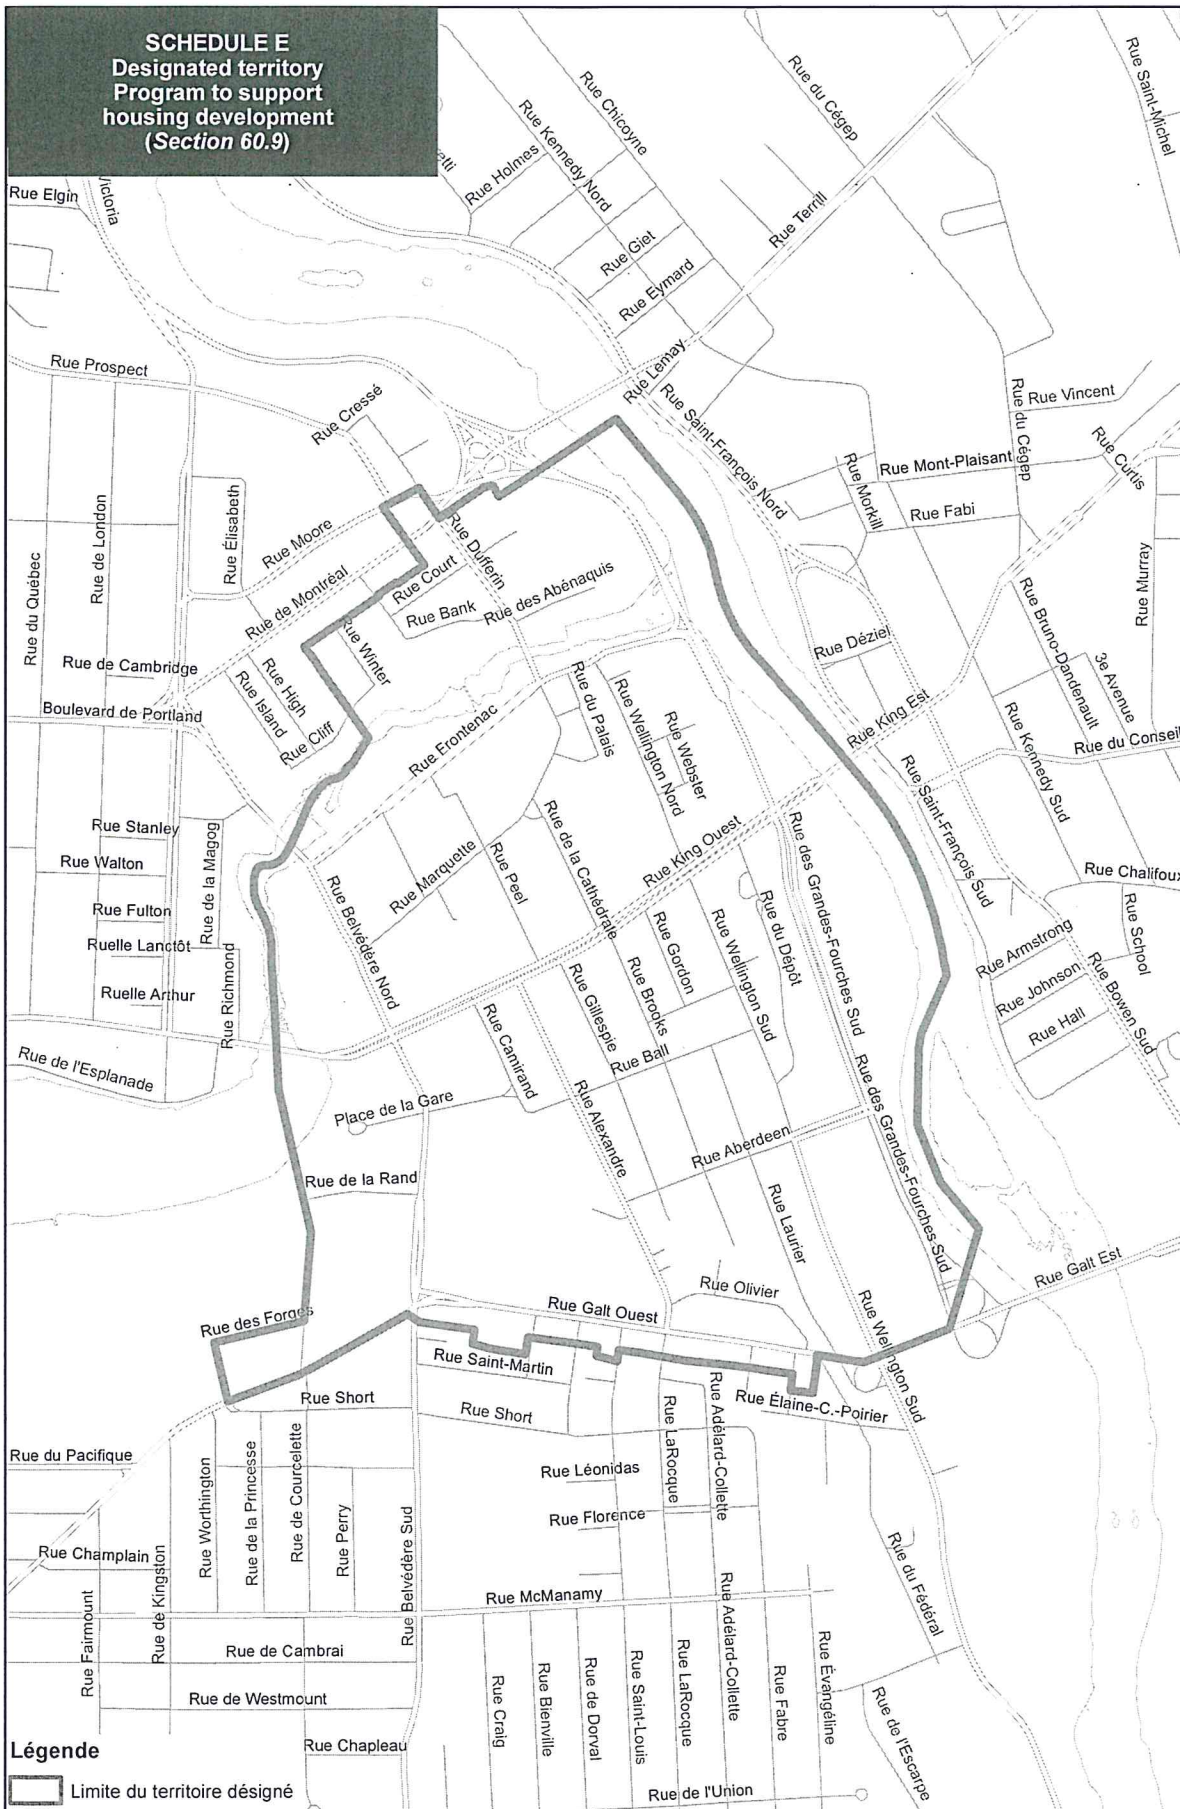 SCHEDULE E
Designated territory
Program to support
housing development
(Section 60.9)
Rue Saint-Michel
Rue du Cégep
Rue Chicoyne
Rue Kennedy Nord
Rue Holmes
Rue Elgin
Victoria
Rue Terrill
Rue Giet
Rue Eymard
Rue Prospect
Rue Lemay
Rue Cressé
Rue Saint-François Nord
Rue Vincent
Rue du Cégep
Rue Curtis
Rue Mont-Plaisant
Rue Morkill
Rue Fabi
Rue Élisabeth
Rue de London
Rue Moore
Rue Dufferin
Rue du Québec
Rue de Montréal
Rue Court
Rue des Abénaquis
Rue Bank
Rue Murray
Rue Bruno-Dandenault
Rue Winter
Rue Déziel
3e Avenue
Rue de Cambridge
Rue High
Rue Island
Rue Cliff
Boulevard de Portland
Rue du Palais
Rue Wellington Nord
Rue Webster
Rue Erontenac
Rue King Est
Rue Kennedy Sud
Rue du Conseil
Rue Saint-François Sud
Rue Stanley
Rue Walton
Rue de la Magog
Rue Marquette
Rue Peel
Rue de la Cathédrale
Rue King Ouest
Rue des Grandes-Fourches Sud
Rue Chalifoux
Rue Belvédère Nord
Rue Fulton
Ruelle Lanctôt
Ruelle Arthur
Rue Richmond
Rue Gordon
Rue Wellington Sud
Rue du Dépôt
Rue Armstrong
Rue School
Rue Johnson
Rue Bowen Sud
Rue Hall
Rue Gillespie
Rue Brooks
Rue Camirand
Rue Ball
Rue de l'Esplanade
Place de la Gare
Rue Alexandre
Rue des Grandes-Fourches Sud
Rue Aberdeen
Rue de la Rand
Rue Laurier
Rue Galt Est
Rue Olivier
Rue Galt Ouest
Rue des Forges
Rue Wellington Sud
Rue Saint-Martin
Rue Élaine-C.-Poirier
Rue Short
Rue Short
Rue LaRocque
Rue Adélard-Collette
Rue du Pacifique
Rue Worthington
Rue de la Princesse
Rue de Courcelette
Rue Perry
Rue Léonidas
Rue Florence
Rue Champlain
Rue Belvédère Sud
Rue du Fédéral
Rue McManamy
Rue Fairmount
Rue de Kingston
Rue de Cambrai
Rue de Westmount
Rue Craig
Rue Bienville
Rue de Dorval
Rue Saint-Louis
Rue LaRocque
Rue Adélard-Collette
Rue Fabre
Rue Évangéline
Rue de l'Escarpe
Rue Chapleau
Rue de l'Union
Légende
Limite du territoire désigné